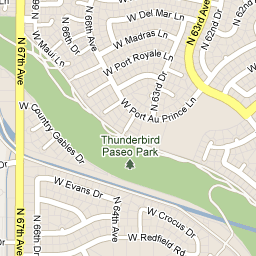 W Del Mar Ln
N 66th Ave
N 66th
W Madras Ln
N 63rd Ave
W Maui Ln
W Port Royale Ln
N 62nd Dr
N 67th Ave
N 63rd Dr
N 62nd
W Port Au Prince Ln
W Country Gables Dr
Thunderbird
Paseo Park
Dr
W Evans Dr
N 64th Ave
N 67th Ave
N 66th Dr
W Crocus Dr
W Redfield Rd